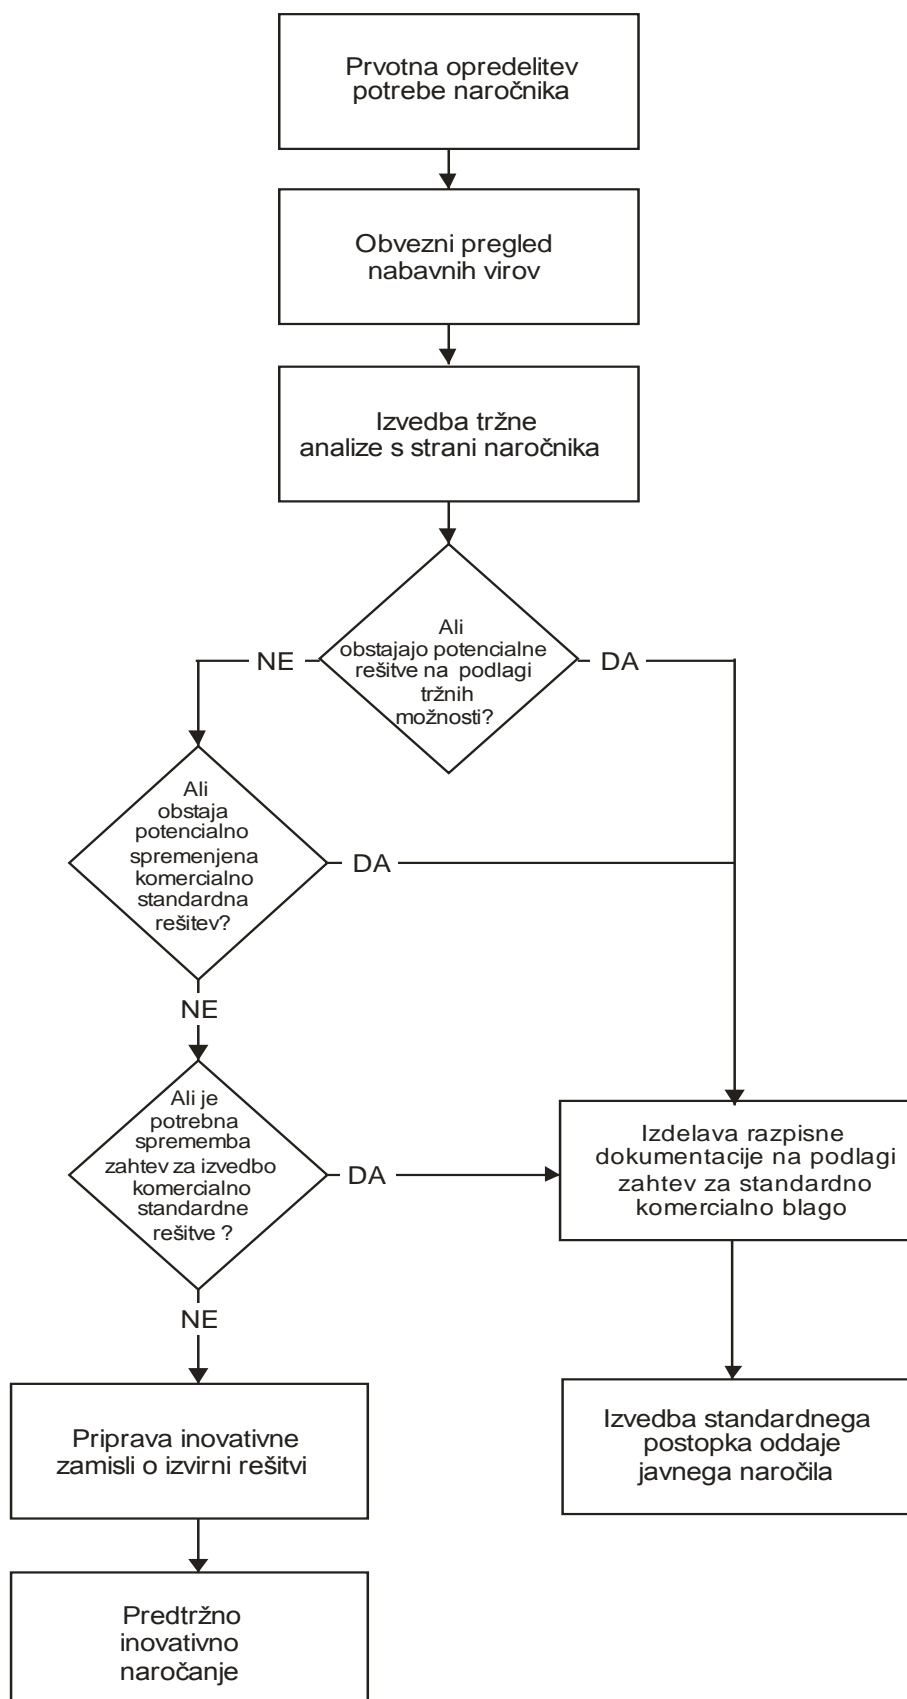 Prvotna opredelitev
potrebe naročnika
Obvezni pregled
nabavnih virov
Izvedba tržne
analize s strani naročnika
Ali
obstajajo potencialne
rešitve na podlagi
tržnih
možnosti?
NE
DA
Ali
obstaja
potencialno
spremenjena
komercialno
standardna
rešitev?
DA
NE
Ali je
potrebna
sprememba
zahtev za izvedbo
komercialno
standardne
rešitve ?
DA
Izdelava razpisne
dokumentacije na podlagi
zahtev za standardno
komercialno blago
NE
Priprava inovativne
zamisli o izvirni rešitvi
Izvedba standardnega
postopka oddaje
javnega naročila
Predtržno
inovativno
naročanje